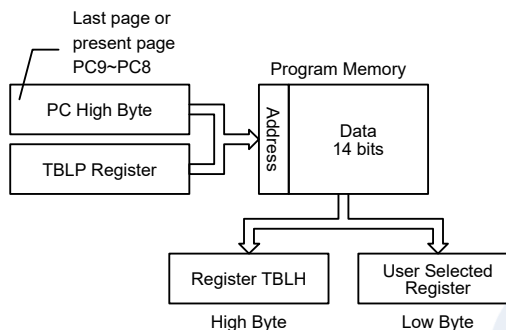 Last page or
present page
PC9~PC8
Program Memory
PC High Byte
TBLP Register
Address
Data
14 bits
Register TBLH
User Selected
Register
High Byte
Low Byte